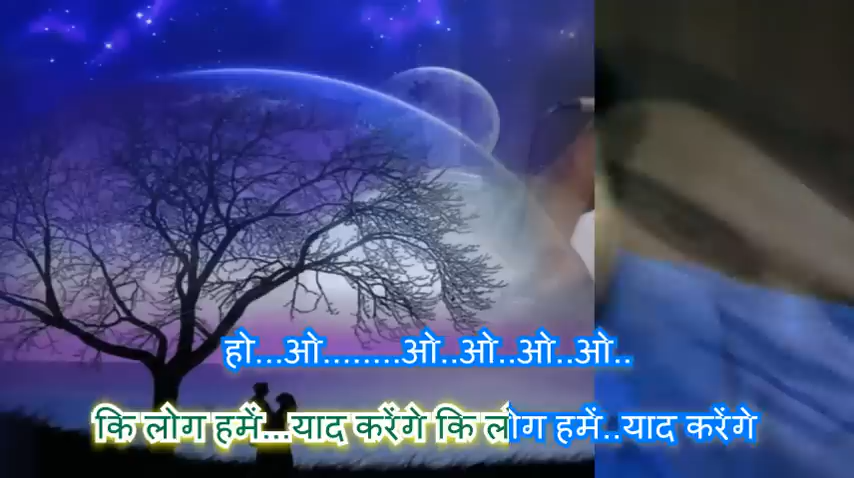 हो...ओ........ओ..ओ..ओ..ओ..
कि लोग हमें...याद करेंगे कि लोग हमें..याद करेंगे